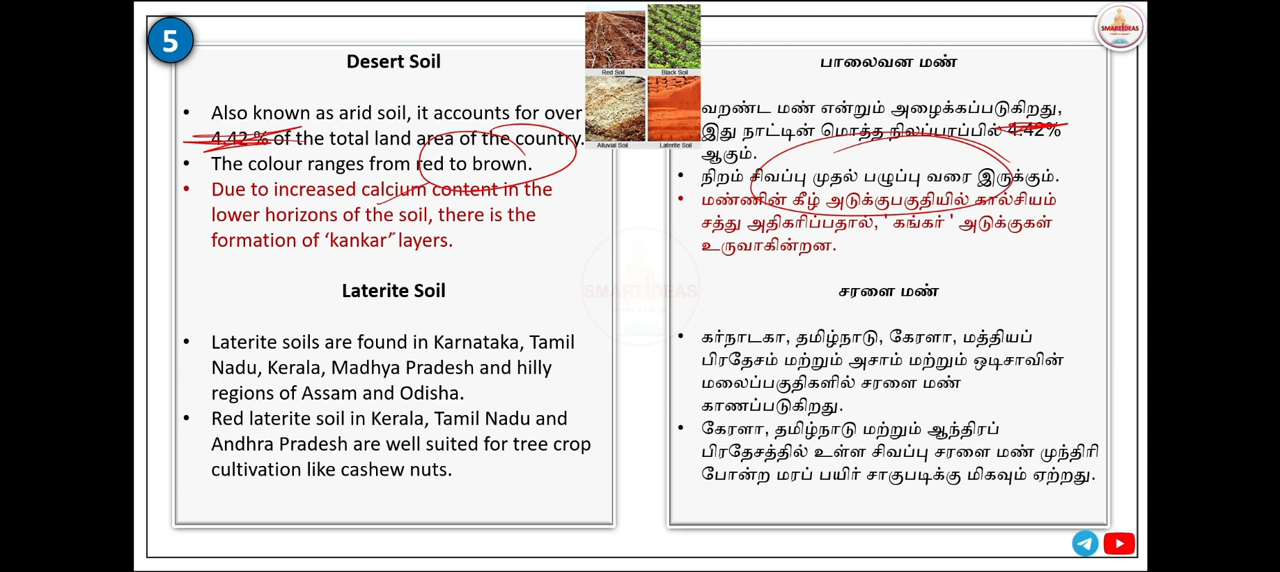 5
Desert Soil
• Also known as arid soil, it accounts for over
4.42 % of the total land area of the country.
• The colour ranges from red to brown.
• Due to increased calcium content in the
lower horizons of the soil, there is the
formation of ‘kankar” layers.
Laterite Soil
• Laterite soils are found in Karnataka, Tamil
Nadu, Kerala, Madhya Pradesh and hilly
regions of Assam and Odisha.
• Red laterite soil in Kerala, Tamil Nadu and
Andhra Pradesh are well suited for tree crop
cultivation like cashew nuts.
Red Soil
Black Soil
Alluvial Soil
Laterite Soil
பாலைவன மண்
வறண்ட மண் என்றும் அழைக்கப்படுகிறது,
இது நாட்டின் மொத்த நிலப்பரப்பில் 4.42%
ஆகும்.
• நிறம் சிவப்பு முதல் பழுப்பு வரை இருக்கும்.
• மண்ணின் கீழ் அடுக்குபகுதியில் கால்சியம்
சத்து அதிகரிப்பதால், ' கங்கர் ' அடுக்குகள்
உருவாகின்றன.
சரளை மண்
• கர்நாடகா, தமிழ்நாடு, கேரளா, மத்தியப்
பிரதேசம் மற்றும் அசாம் மற்றும் ஒடிசாவின்
மலைப்பகுதிகளில் சரளை மண்
காணப்படுகிறது.
• கேரளா, தமிழ்நாடு மற்றும் ஆந்திரப்
பிரதேசத்தில் உள்ள சிவப்பு சரளை மண் முந்திரி
போன்ற மரப் பயிர் சாகுபடிக்கு மிகவும் ஏற்றது.
SMART IDEAS
SMART IDEAS